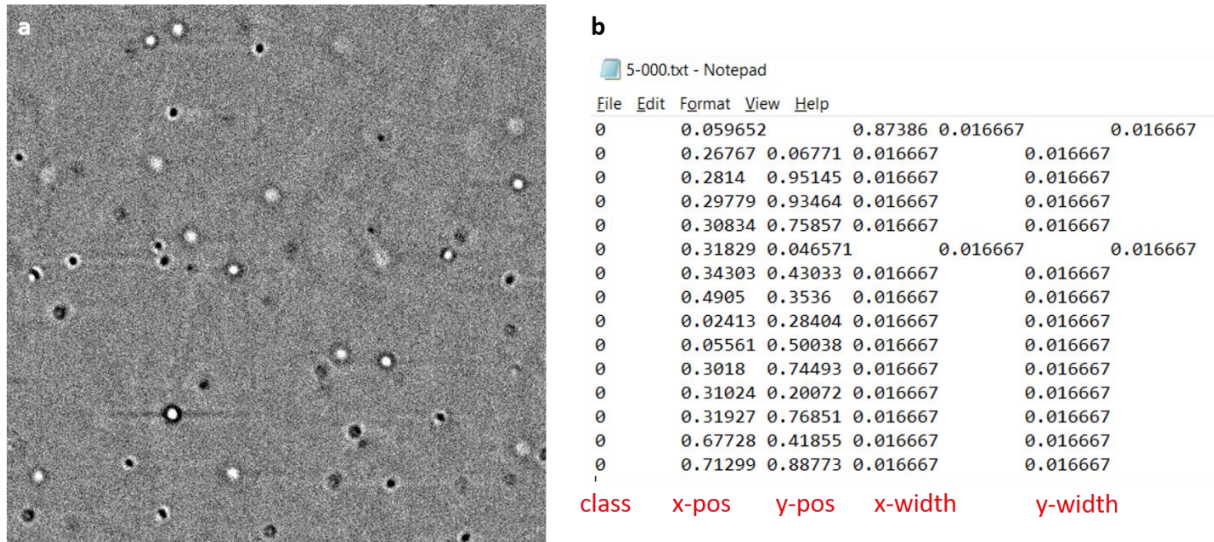 a
b
5-000.txt - Notepad
File Edit Format View Help
0 0.059652 0.87386 0.016667 0.016667
0 0.26767 0.06771 0.016667 0.016667
0 0.2814 0.95145 0.016667 0.016667
0 0.29779 0.93464 0.016667 0.016667
0 0.30834 0.75857 0.016667 0.016667
0 0.31829 0.046571 0.016667 0.016667
0 0.34303 0.43033 0.016667 0.016667
0 0.4905 0.3536 0.016667 0.016667
0 0.02413 0.28404 0.016667 0.016667
0 0.05561 0.50038 0.016667 0.016667
0 0.3018 0.74493 0.016667 0.016667
0 0.31024 0.20072 0.016667 0.016667
0 0.31927 0.76851 0.016667 0.016667
0 0.67728 0.41855 0.016667 0.016667
0 0.71299 0.88773 0.016667 0.016667
class x-pos y-pos x-width y-width